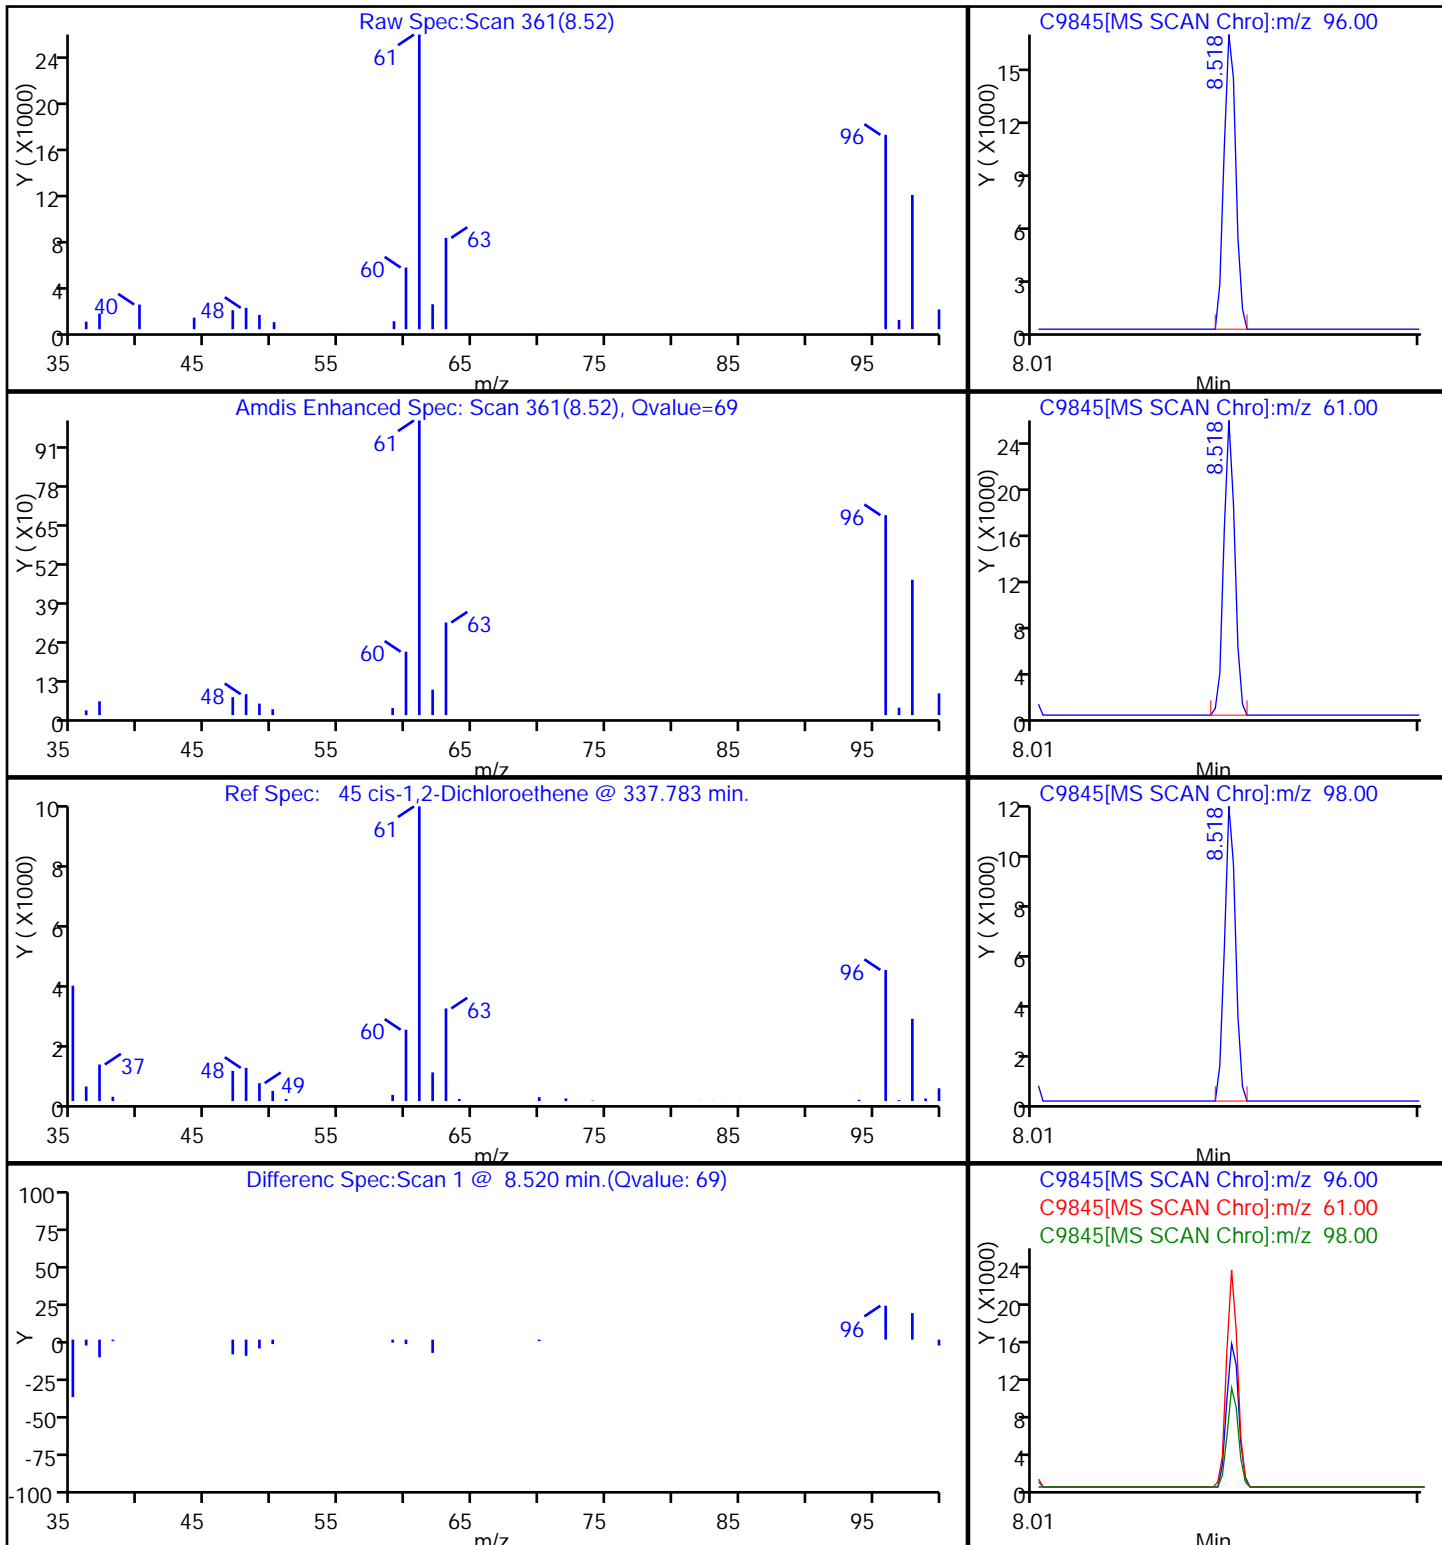 Raw Spec:Scan 361(8.52)
Y ( X1000)
24
20
16
12
8
4
0
61
96
63
60
40
48
35 45 55 65 75 85 95
m/z
C9845[MS SCAN Chro]:m/z 96.00
Y ( X1000)
15
12
9
6
3
0
8.518
8.01
Min
Amdis Enhanced Spec: Scan 361(8.52), Qvalue=69
Y ( X10)
91
78
65
52
39
26
13
0
61
96
63
60
48
35 45 55 65 75 85 95
m/z
C9845[MS SCAN Chro]:m/z 61.00
Y ( X1000)
24
20
16
12
8
4
0
8.518
8.01
Min
Ref Spec: 45 cis-1,2-Dichloroethene @ 337.783 min.
Y ( X1000)
10
8
6
4
2
0
61
96
63
60
37
48
49
35 45 55 65 75 85 95
m/z
C9845[MS SCAN Chro]:m/z 98.00
Y ( X1000)
12
10
8
6
4
2
0
8.518
8.01
Min
Differenc Spec:Scan 1 @ 8.520 min.(Qvalue: 69)
Y
100
75
50
25
0
-25
-50
-75
-100
96
35 45 55 65 75 85 95
m/z
C9845[MS SCAN Chro]:m/z 96.00
C9845[MS SCAN Chro]:m/z 61.00
C9845[MS SCAN Chro]:m/z 98.00
Y ( X1000)
24
20
16
12
8
4
0
8.01
Min